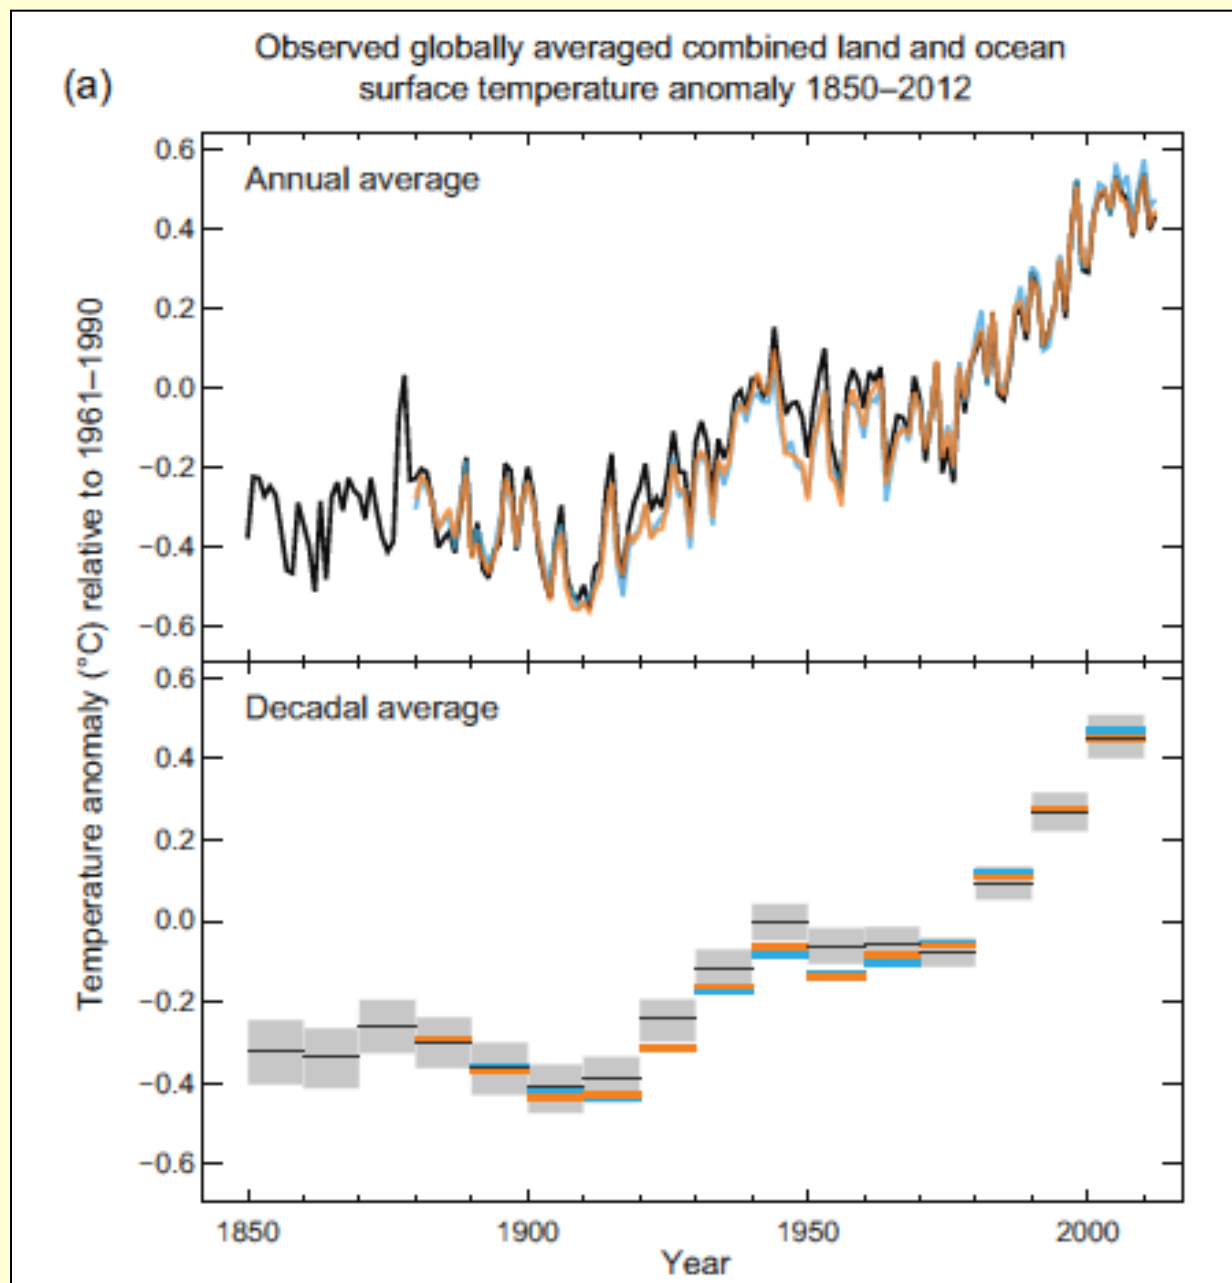 Observed globally averaged combined land and ocean
(a) surface temperature anomaly 1850–2012
Temperature anomaly (°C) relative to 1961–1990
Annual average
0.6
0.4
0.2
0.0
−0.2
−0.4
−0.6
Decadal average
0.6
0.4
0.2
0.0
−0.2
−0.4
−0.6
1850 1900 1950 2000
Year